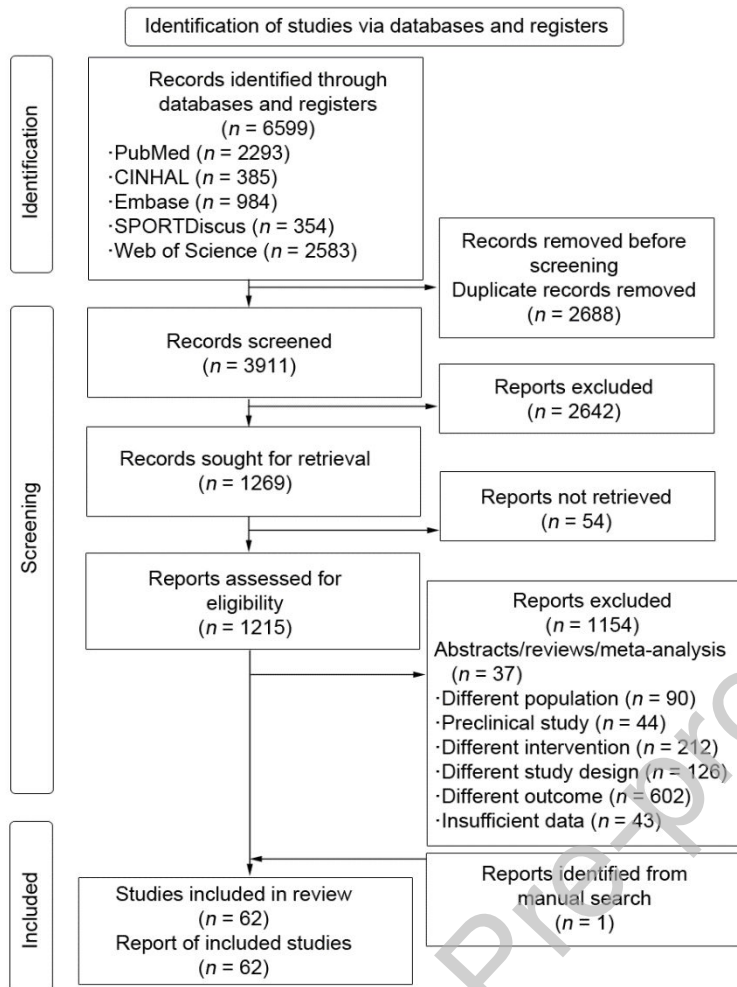 Identification of studies via databases and registers
Identification
Records identified through
databases and registers
(n = 6599)
·PubMed (n = 2293)
·CINHAL (n = 385)
·Embase (n = 984)
·SPORTDiscus (n = 354)
·Web of Science (n = 2583)
Records removed before
screening
Duplicate records removed
(n = 2688)
Screening
Records screened
(n = 3911)
Reports excluded
(n = 2642)
Records sought for retrieval
(n = 1269)
Reports not retrieved
(n = 54)
Reports assessed for
eligibility
(n = 1215)
Reports excluded
(n = 1154)
Abstracts/reviews/meta-analysis
(n = 37)
·Different population (n = 90)
·Preclinical study (n = 44)
·Different intervention (n = 212)
·Different study design (n = 126)
·Different outcome (n = 602)
·Insufficient data (n = 43)
Included
Reports identified from
manual search
(n = 1)
Studies included in review
(n = 62)
Report of included studies
(n = 62)
Pre-pro